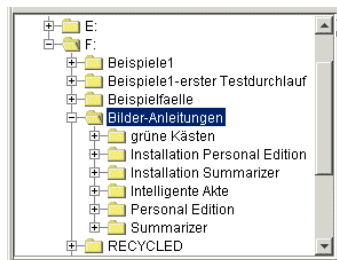 E:
F:
Beispiele1
Beispiele1-erster Testdurchlauf
Beispielfaelle
Bilder-Anleitungen
grüne Kästen
Installation Personal Edition
Installation Summarizer
Intelligente Akte
Personal Edition
Summarizer
RECYCLED